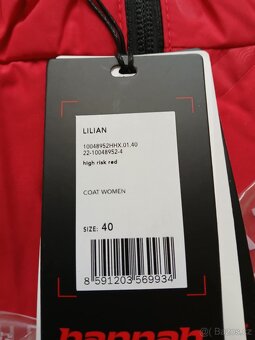 LILIAN
10048952HHX.01.40
22-10048952-4
high risk red
COAT WOMEN
SIZE: 40
8 591203 569934
hannah